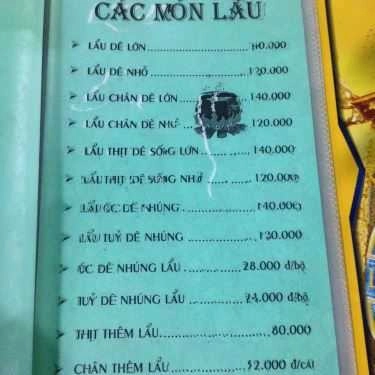 CÁC MÓN LẨU
LẨU DÊ LỚN 140.000
LẨU DÊ NHỎ 120.000
LẨU CHÂN DÊ LỚN 140.000
LẨU CHÂN DÊ NHỎ 120.000
LẨU THỊT DÊ SỐNG LỚN 140.000
LẨU THỊT DÊ SỐNG NHỎ 120.000
LẨU ÓC DÊ NHÚNG 140.000
LẨU TUỶ DÊ NHÚNG 130.000
ÓC DÊ NHÚNG LẨU 28.000 đ/bộ
TUỶ DÊ NHÚNG LẨU 24.000 đ/bộ
THỊT THÊM LẨU 80.000
CHÂN THÊM LẨU 52.000 đ/cái